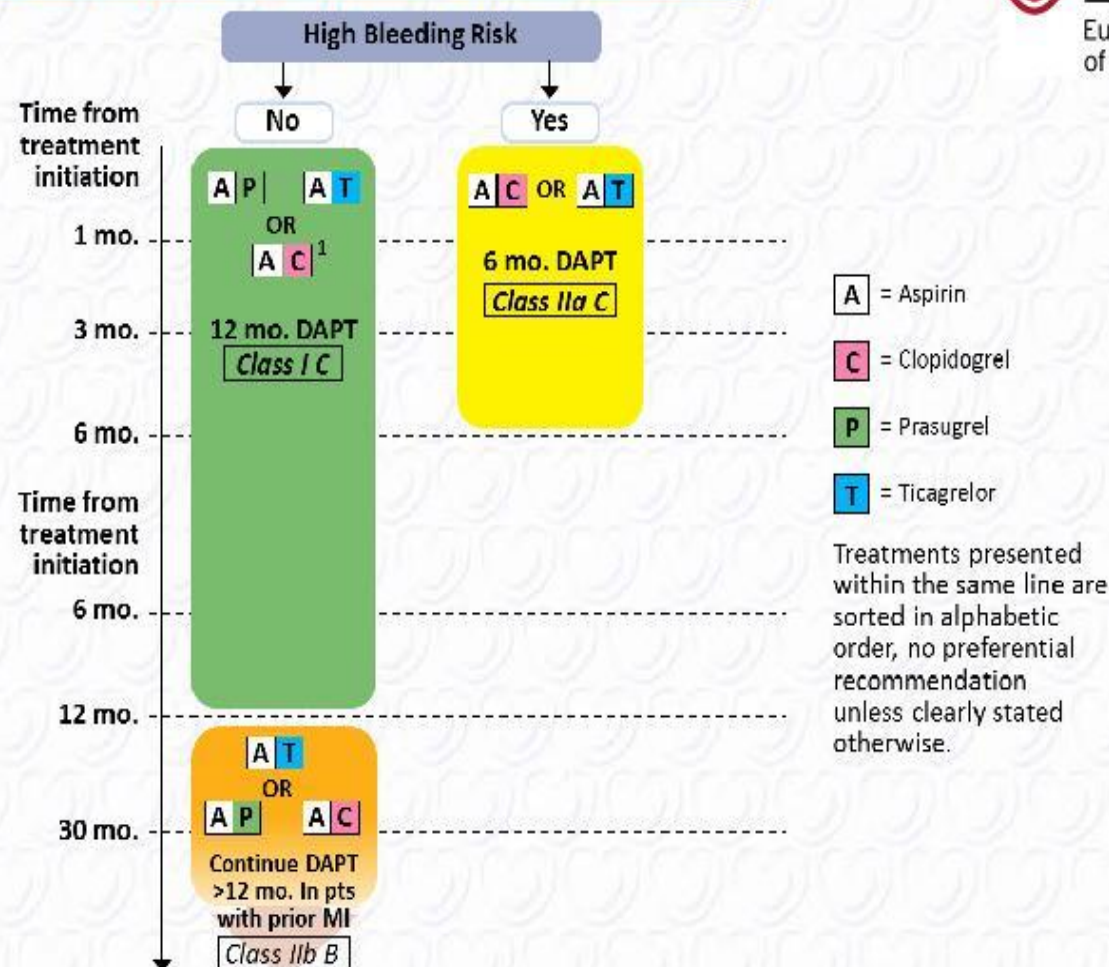 High Bleeding Risk
Eu
of
Time from
treatment
initiation
No
Yes
A P
A T
OR
A C 1
A C OR A T
1 mo.
6 mo. DAPT
Class IIa C
3 mo.
12 mo. DAPT
Class I C
6 mo.
Time from
treatment
initiation
6 mo.
12 mo.
A T
OR
A P
A C
30 mo.
Continue DAPT
>12 mo. In pts
with prior MI
Class IIb B
A = Aspirin
C = Clopidogrel
P = Prasugrel
T = Ticagrelor
Treatments presented
within the same line are
sorted in alphabetic
order, no preferential
recommendation
unless clearly stated
otherwise.